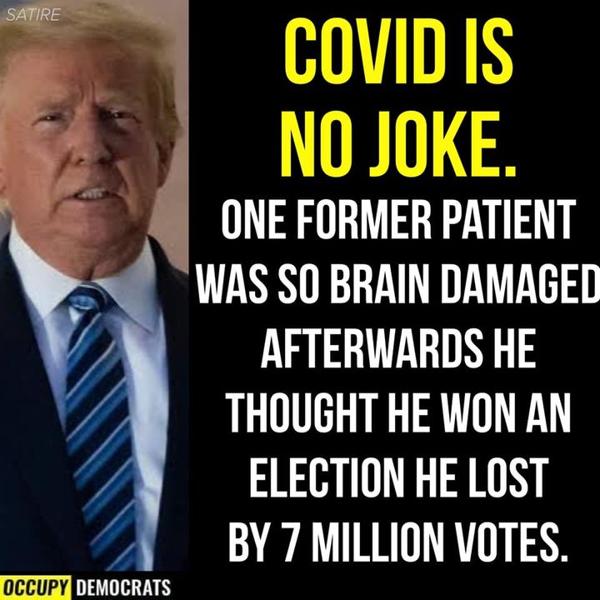 SATIRE
COVID IS
NO JOKE.
ONE FORMER PATIENT
WAS SO BRAIN DAMAGED
AFTERWARDS HE
THOUGHT HE WON AN
ELECTION HE LOST
BY 7 MILLION VOTES.
OCCUPY DEMOCRATS